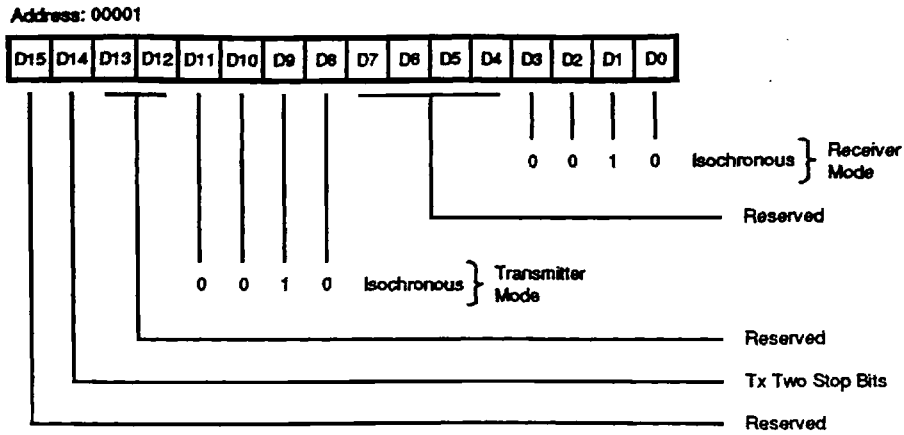 Address: 00001
D15 D14 D13 D12 D11 D10 D9 D8 D7 D6 D5 D4 D3 D2 D1 D0
0 0 1 0 Isochronous } Receiver
Mode
Reserved
0 0 1 0 Isochronous } Transmitter
Mode
Reserved
Tx Two Stop Bits
Reserved